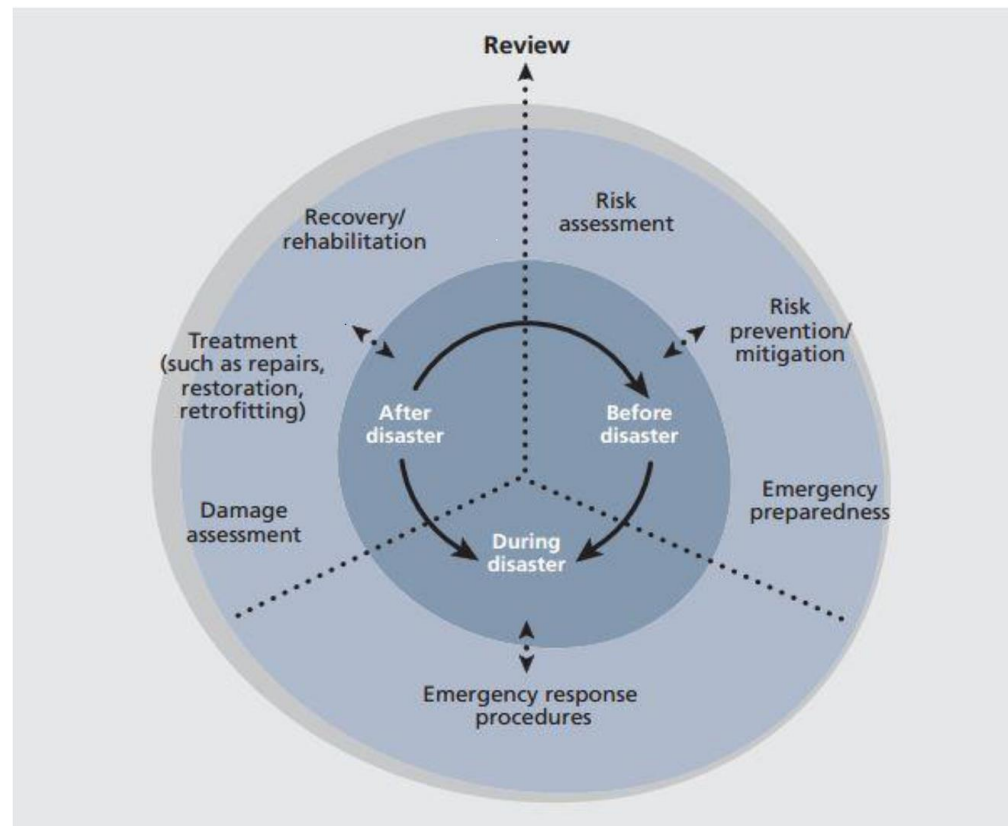 Review
Risk
assessment
Risk
prevention/
mitigation
Emergency
preparedness
Emergency response
procedures
Damage
assessment
Treatment
(such as repairs,
restoration,
retrofitting)
Recovery/
rehabilitation
Before
disaster
During
disaster
After
disaster